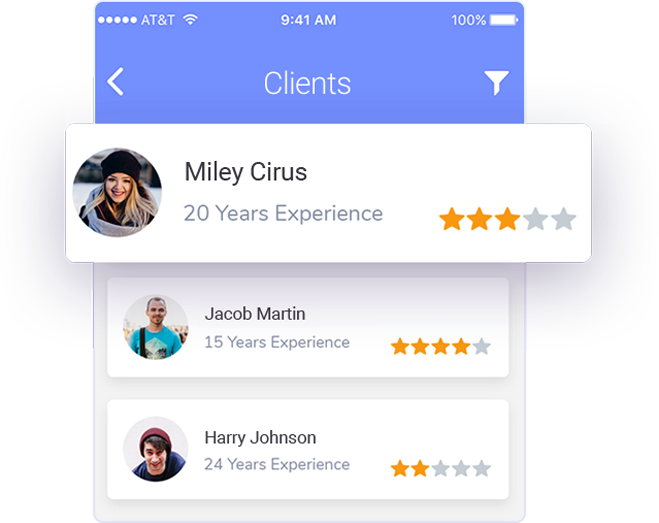 AT&T 9:41 AM 100%
Clients
Miley Cirus
20 Years Experience
Jacob Martin
15 Years Experience
Harry Johnson
24 Years Experience